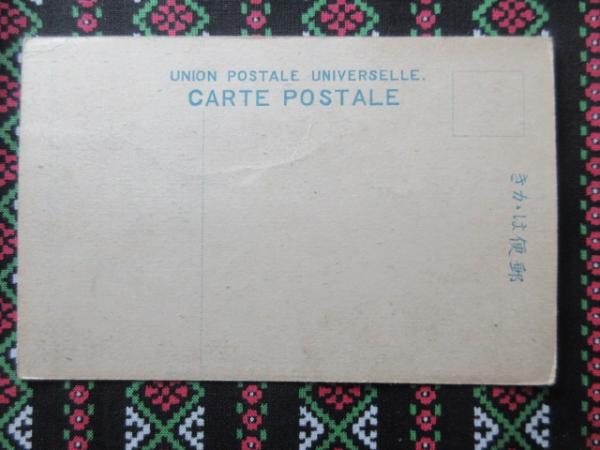 UNION POSTALE UNIVERSELLE.
CARTE POSTALE
きかは便郵